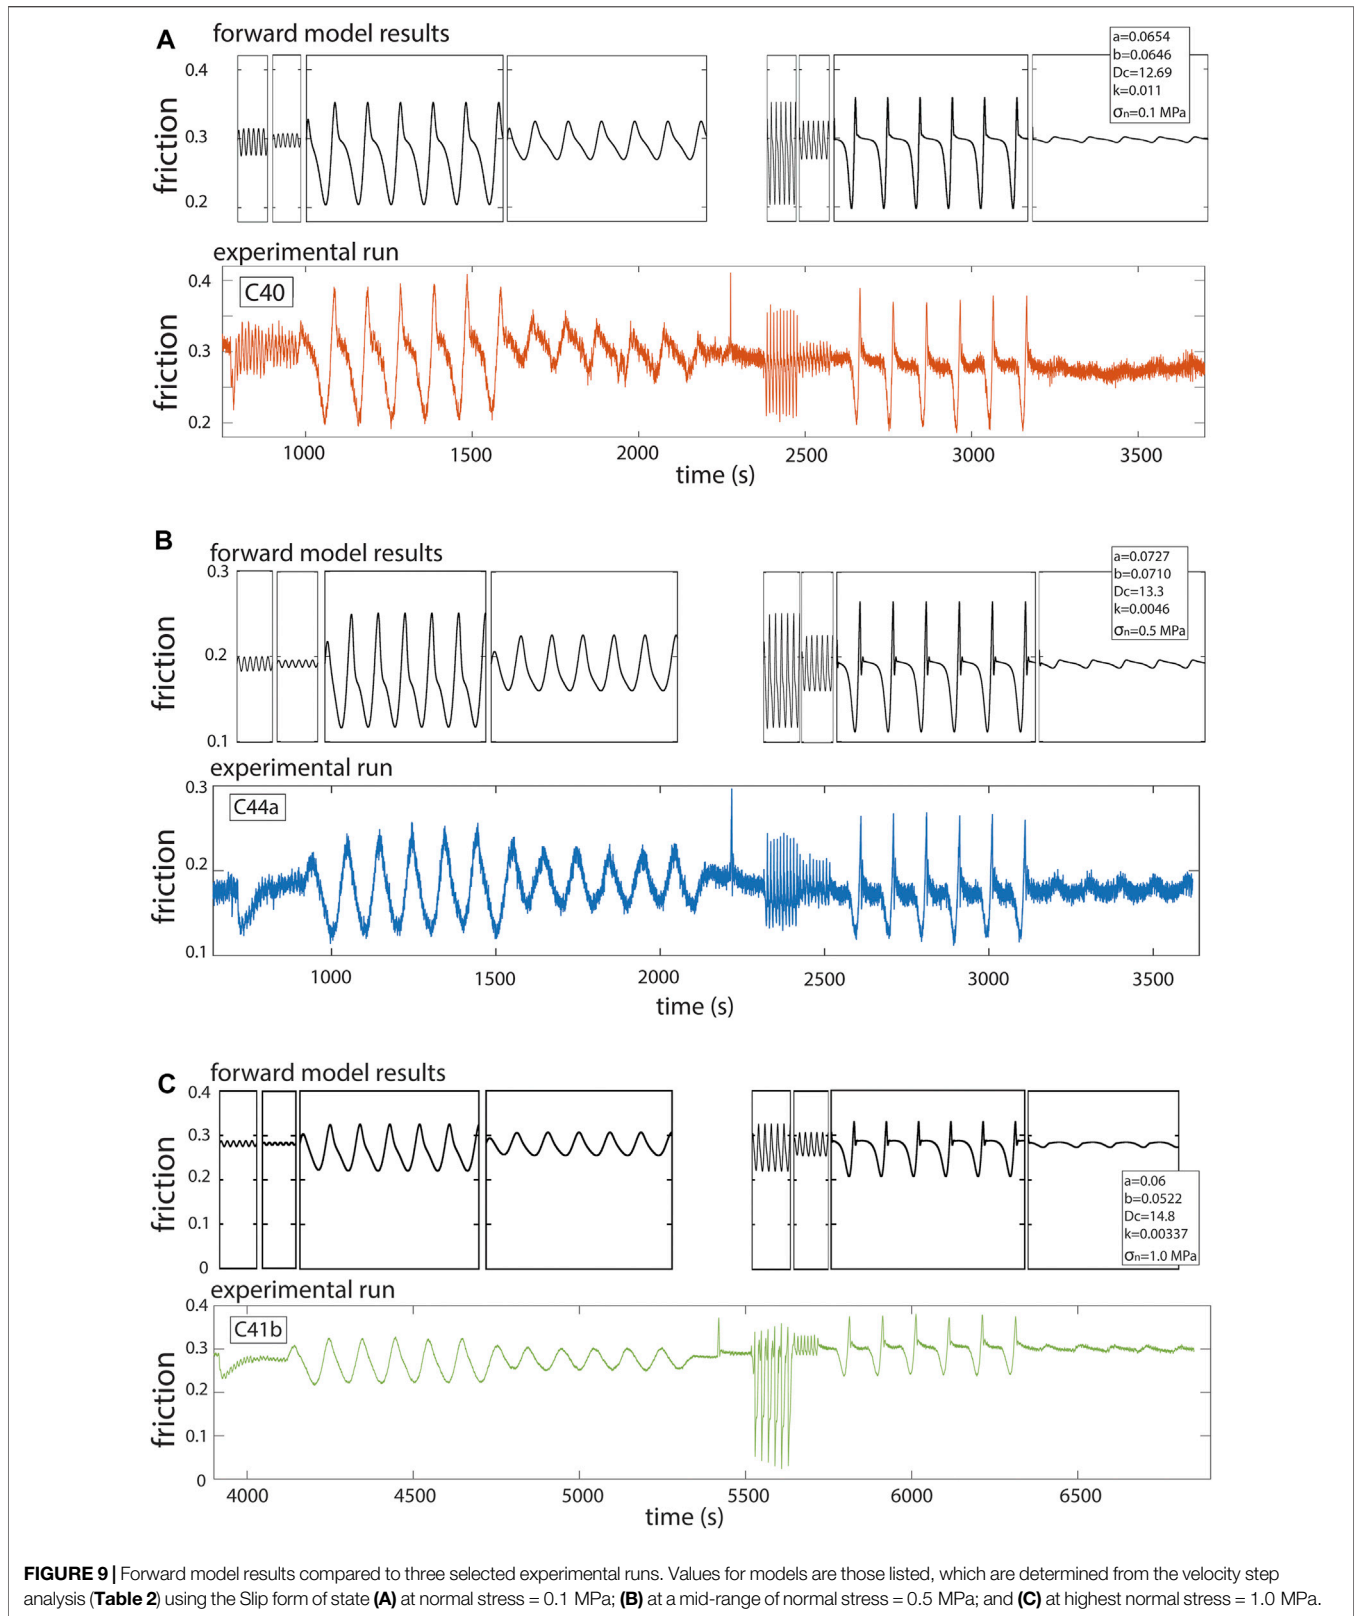 A
forward model results
a=0.0654
b=0.0646
Dc=12.69
k=0.011
σn=0.1 MPa
0.4
0.3
0.2
friction
experimental run
C40
0.4
0.3
0.2
friction
1000 1500 2000 2500 3000 3500
time (s)
B
forward model results
a=0.0727
b=0.0710
Dc=13.3
k=0.0046
σn=0.5 MPa
0.3
0.2
0.1
friction
experimental run
C44a
0.3
0.2
0.1
friction
1000 1500 2000 2500 3000 3500
time (s)
C
forward model results
0.4
0.3
0.2
0.1
0
friction
a=0.06
b=0.0522
Dc=14.8
k=0.00337
σn=1.0 MPa
experimental run
C41b
0.4
0.3
0.2
0.1
0
friction
4000 4500 5000 5500 6000 6500
time (s)
FIGURE 9 | Forward model results compared to three selected experimental runs. Values for models are those listed, which are determined from the velocity step
analysis (Table 2) using the Slip form of state (A) at normal stress = 0.1 MPa; (B) at a mid-range of normal stress = 0.5 MPa; and (C) at highest normal stress = 1.0 MPa.